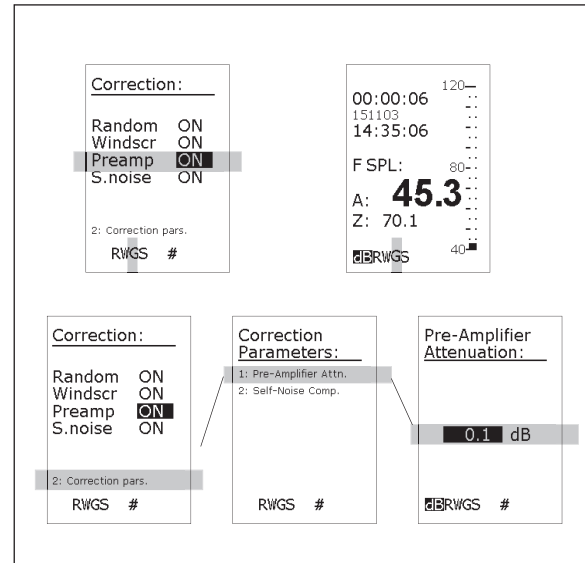 Correction:
Random ON
Windscr ON
Preamp ON
S.noise ON
2: Correction pars.
RWGS #
120
00:00:06
151103
14:35:06
F SPL: 80
A: 45.3
Z: 70.1
dBRWGS 40
Correction:
Random ON
Windscr ON
Preamp ON
S.noise ON
2: Correction pars.
RWGS #
Correction
Parameters:
1: Pre-Amplifier Attn.
2: Self-Noise Comp.
RWGS #
Pre-Amplifier
Attenuation:
0.1 dB
dBRWGS #